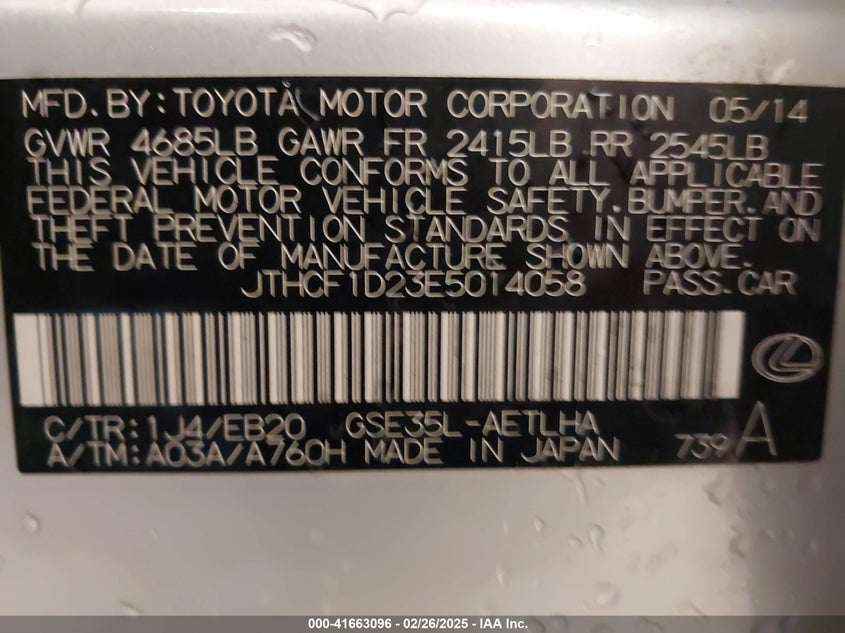 MFD. BY: TOYOTA MOTOR CORPORATION 05/14
GVWR 4685LB GAWR FR 2415LB RR 2545LB
THIS VEHICLE CONFORMS TO ALL APPLICABLE
FEDERAL MOTOR VEHICLE SAFETY, BUMPER, AND
THEFT PREVENTION STANDARDS IN EFFECT ON
THE DATE OF MANUFACTURE SHOWN ABOVE.
JTHCF1D23E5014058 PASS. CAR
C/TR: 1J4/EB20 GSE35L-AETLHA
A/TM: A03A/A760H MADE IN JAPAN 739 A
000-41663096 - 02/26/2025 - IAA Inc.